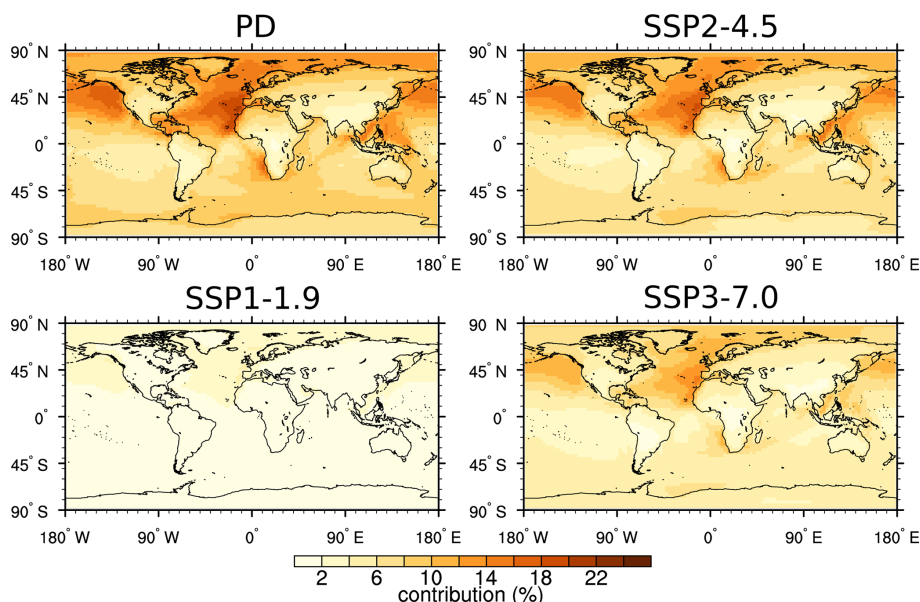 PD SSP2-4.5
90° N 90° N
45° N 45° N
0° 0°
45° S 45° S
90° S 90° S
180° W 90° W 0° 90° E 180° E 180° W 90° W 0° 90° E 180° E
SSP1-1.9 SSP3-7.0
90° N 90° N
45° N 45° N
0° 0°
45° S 45° S
90° S 90° S
180° W 90° W 0° 90° E 180° E 180° W 90° W 0° 90° E 180° E
2 6 10 14 18 22
contribution (%)